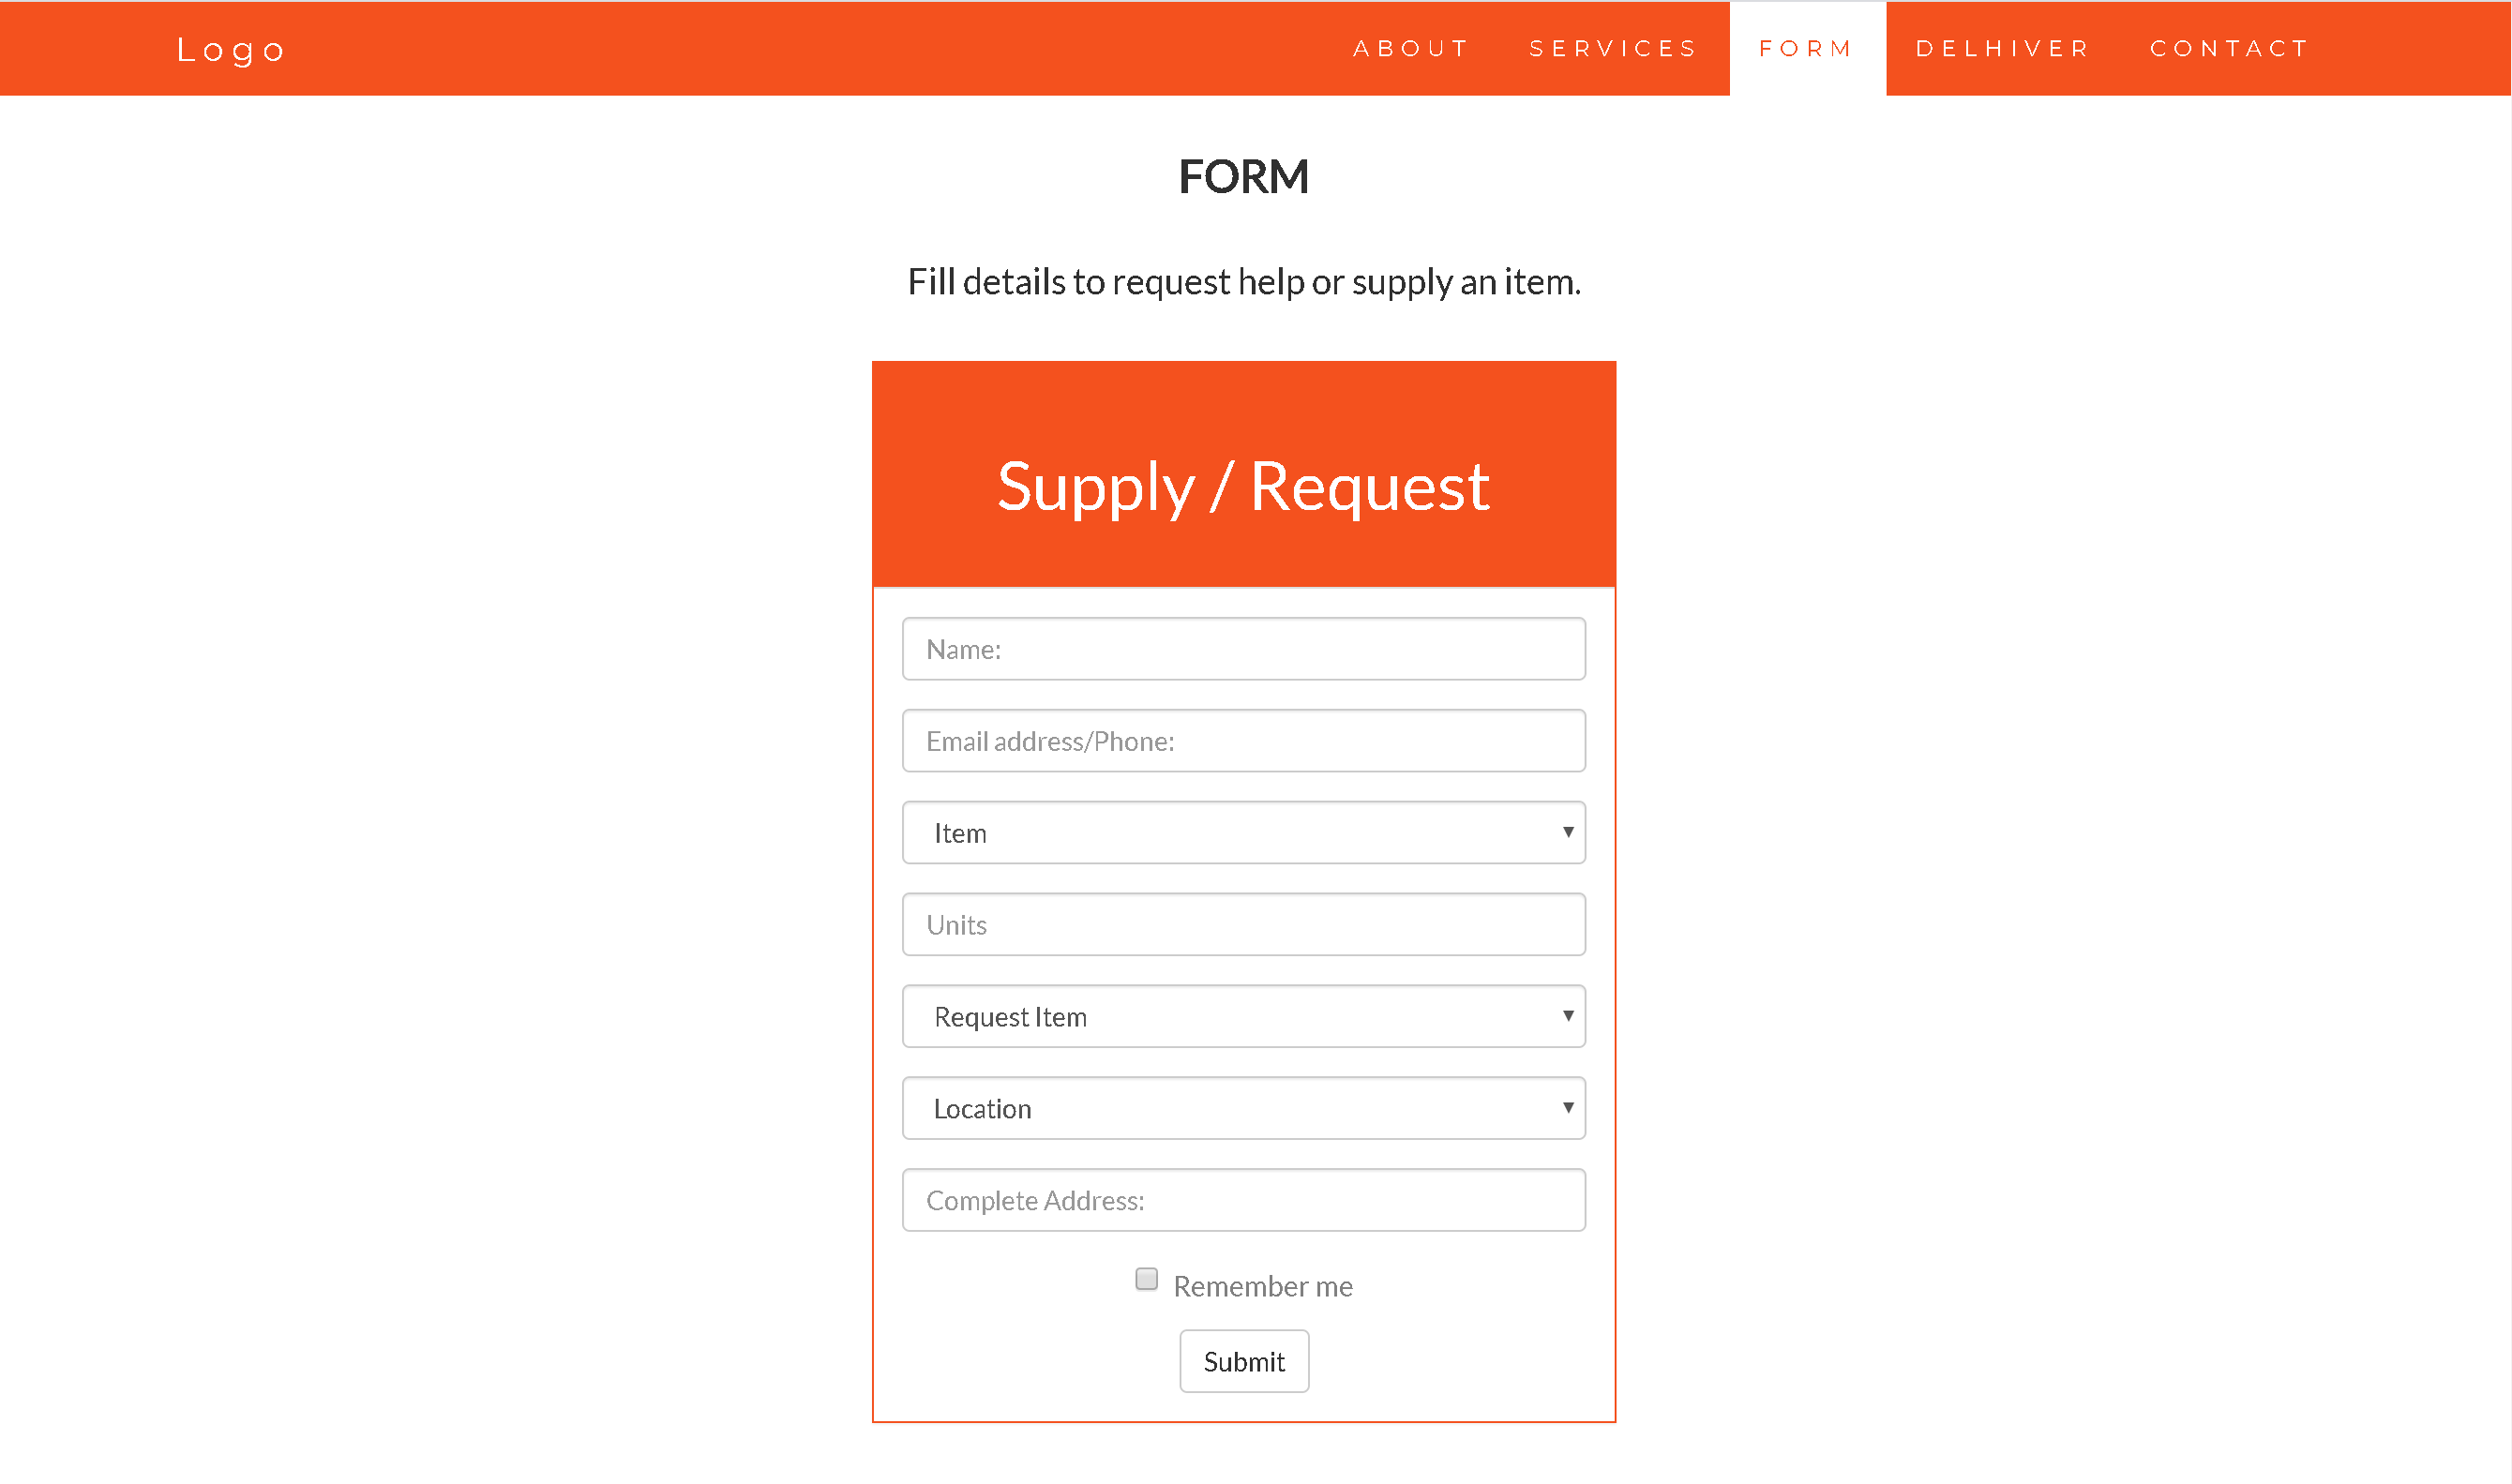 Logo ABOUT SERVICES FORM DELHIVER CONTACT
FORM
Fill details to request help or supply an item.
Supply / Request
Name:
Email address/Phone:
Item
Units
Request Item
Location
Complete Address:
Remember me
Submit